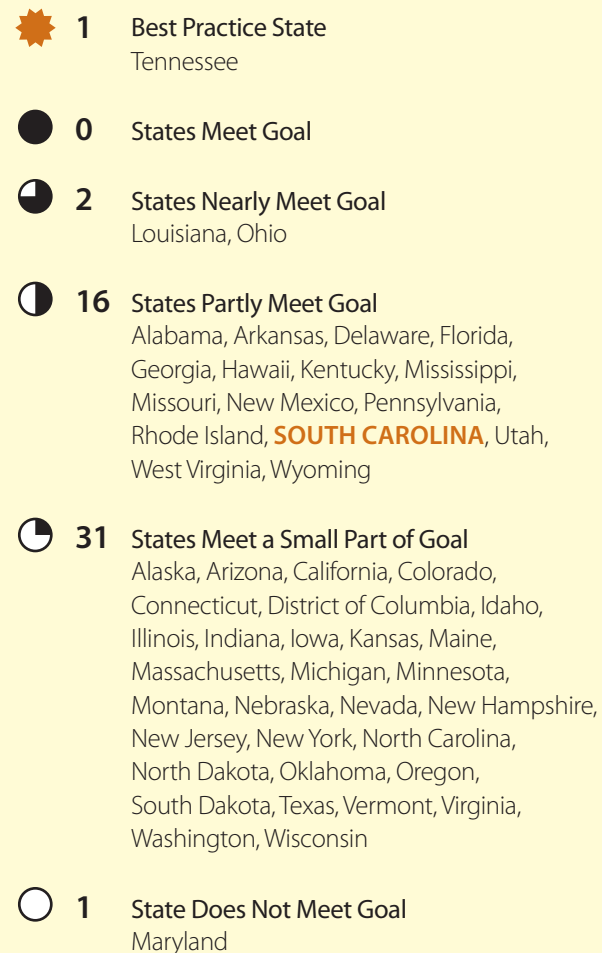 1 Best Practice State
Tennessee
0 States Meet Goal
2 States Nearly Meet Goal
Louisiana, Ohio
16 States Partly Meet Goal
Alabama, Arkansas, Delaware, Florida,
Georgia, Hawaii, Kentucky, Mississippi,
Missouri, New Mexico, Pennsylvania,
Rhode Island, SOUTH CAROLINA, Utah,
West Virginia, Wyoming
31 States Meet a Small Part of Goal
Alaska, Arizona, California, Colorado,
Connecticut, District of Columbia, Idaho,
Illinois, Indiana, Iowa, Kansas, Maine,
Massachusetts, Michigan, Minnesota,
Montana, Nebraska, Nevada, New Hampshire,
New Jersey, New York, North Carolina,
North Dakota, Oklahoma, Oregon,
South Dakota, Texas, Vermont, Virginia,
Washington, Wisconsin
1 State Does Not Meet Goal
Maryland